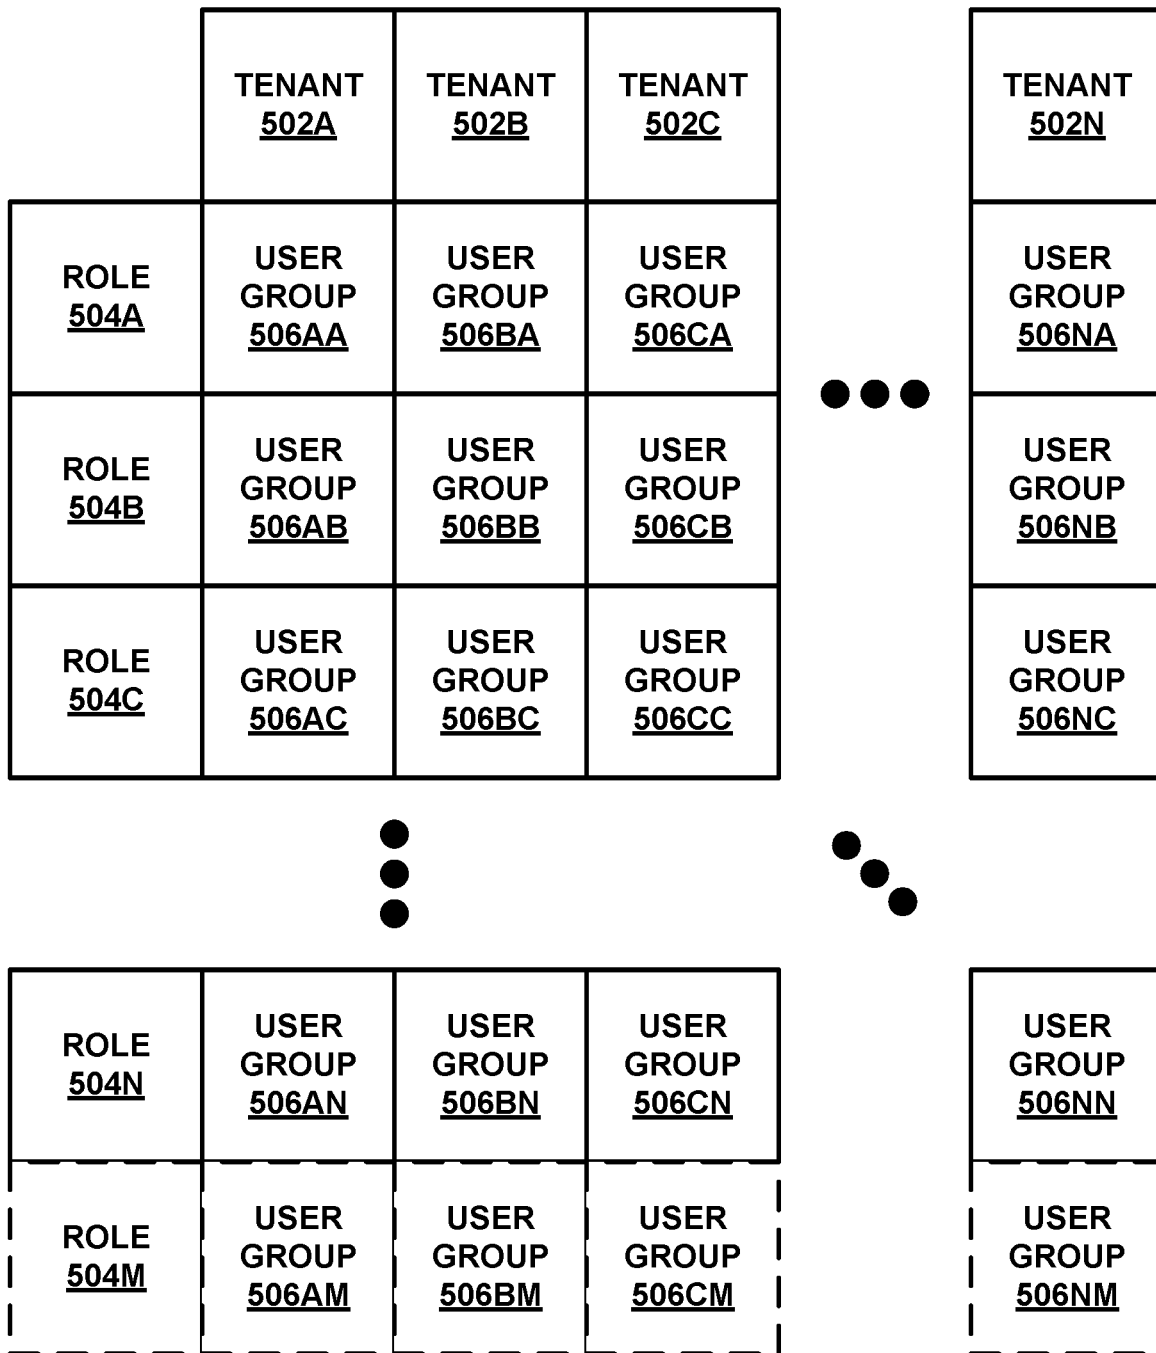 TENANT
502A
TENANT
502B
TENANT
502C
TENANT
502N
ROLE
504A
USER
GROUP
506AA
USER
GROUP
506BA
USER
GROUP
506CA
USER
GROUP
506NA
ROLE
504B
USER
GROUP
506AB
USER
GROUP
506BB
USER
GROUP
506CB
USER
GROUP
506NB
ROLE
504C
USER
GROUP
506AC
USER
GROUP
506BC
USER
GROUP
506CC
USER
GROUP
506NC
ROLE
504N
USER
GROUP
506AN
USER
GROUP
506BN
USER
GROUP
506CN
USER
GROUP
506NN
ROLE
504M
USER
GROUP
506AM
USER
GROUP
506BM
USER
GROUP
506CM
USER
GROUP
506NM